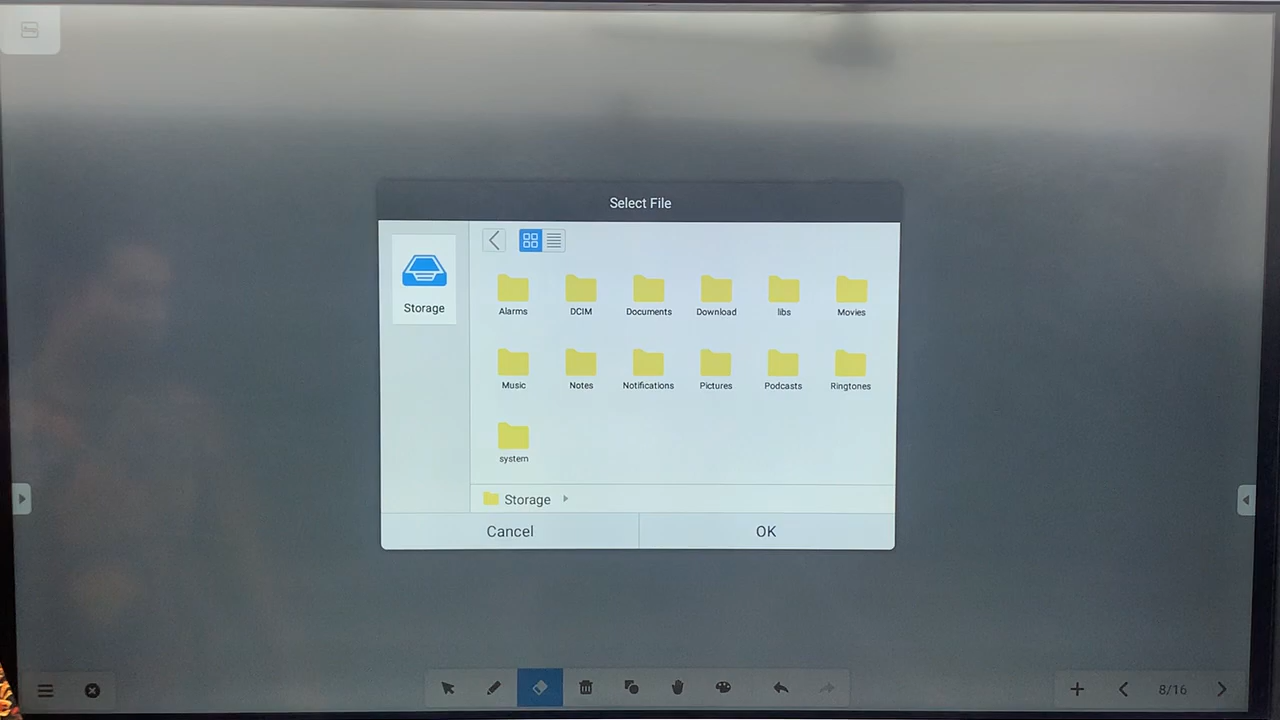 Select File
Storage
Alarms DCIM Documents Download libs Movies
Music Notes Notifications Pictures Podcasts Ringtones
system
Storage
Cancel OK
8/16